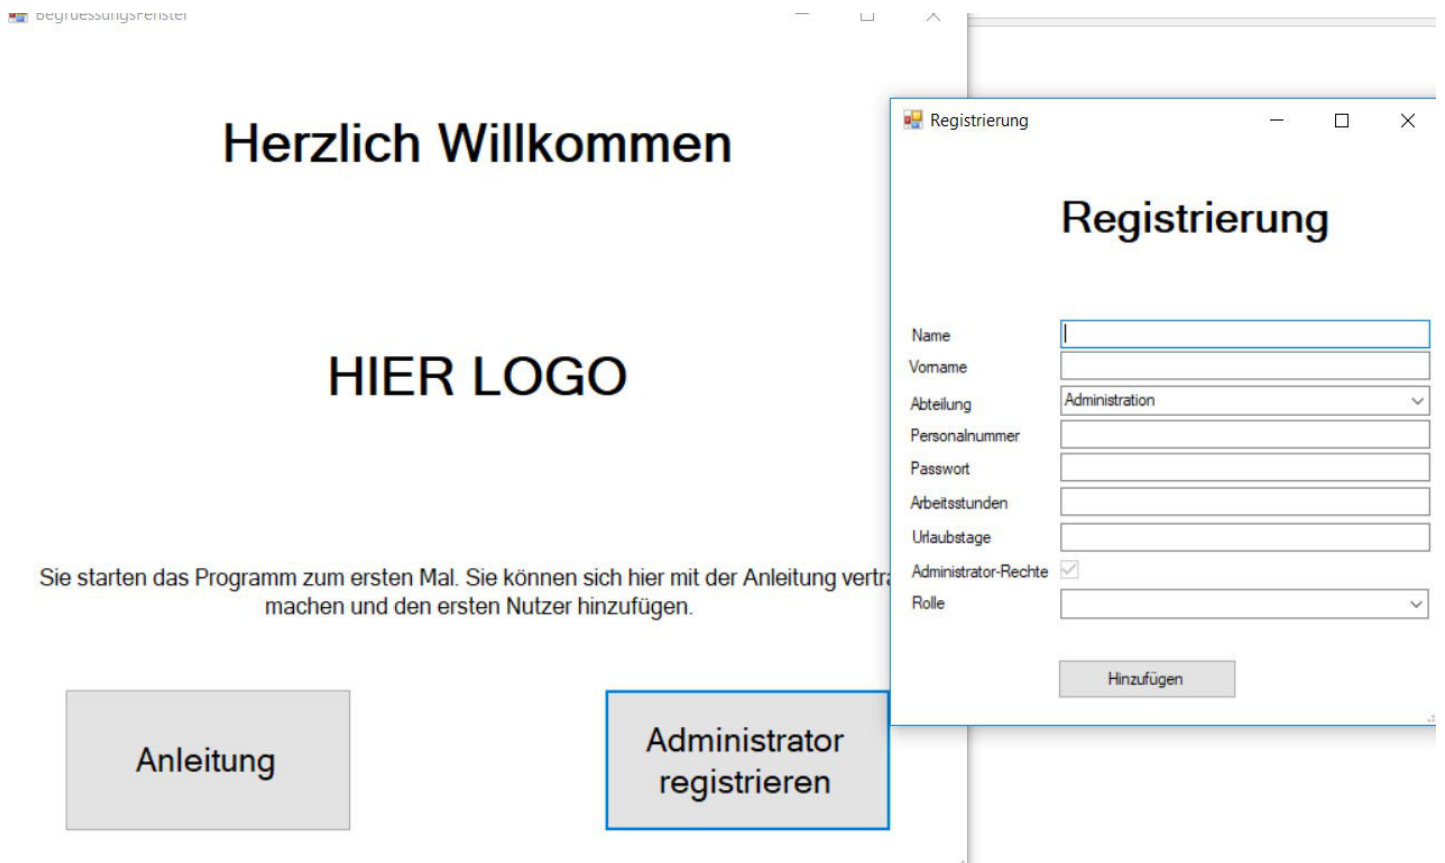 BegruessungsFenster
Herzlich Willkommen
HIER LOGO
Sie starten das Programm zum ersten Mal. Sie können sich hier mit der Anleitung
machen und den ersten Nutzer hinzufügen.
Anleitung
Administrator
registrieren
Registrierung
Registrierung
Name
Vorname
Abteilung
Administration
Personalnummer
Passwort
Arbeitsstunden
Urlaubstage
Administrator-Rechte
Rolle
Hinzufügen